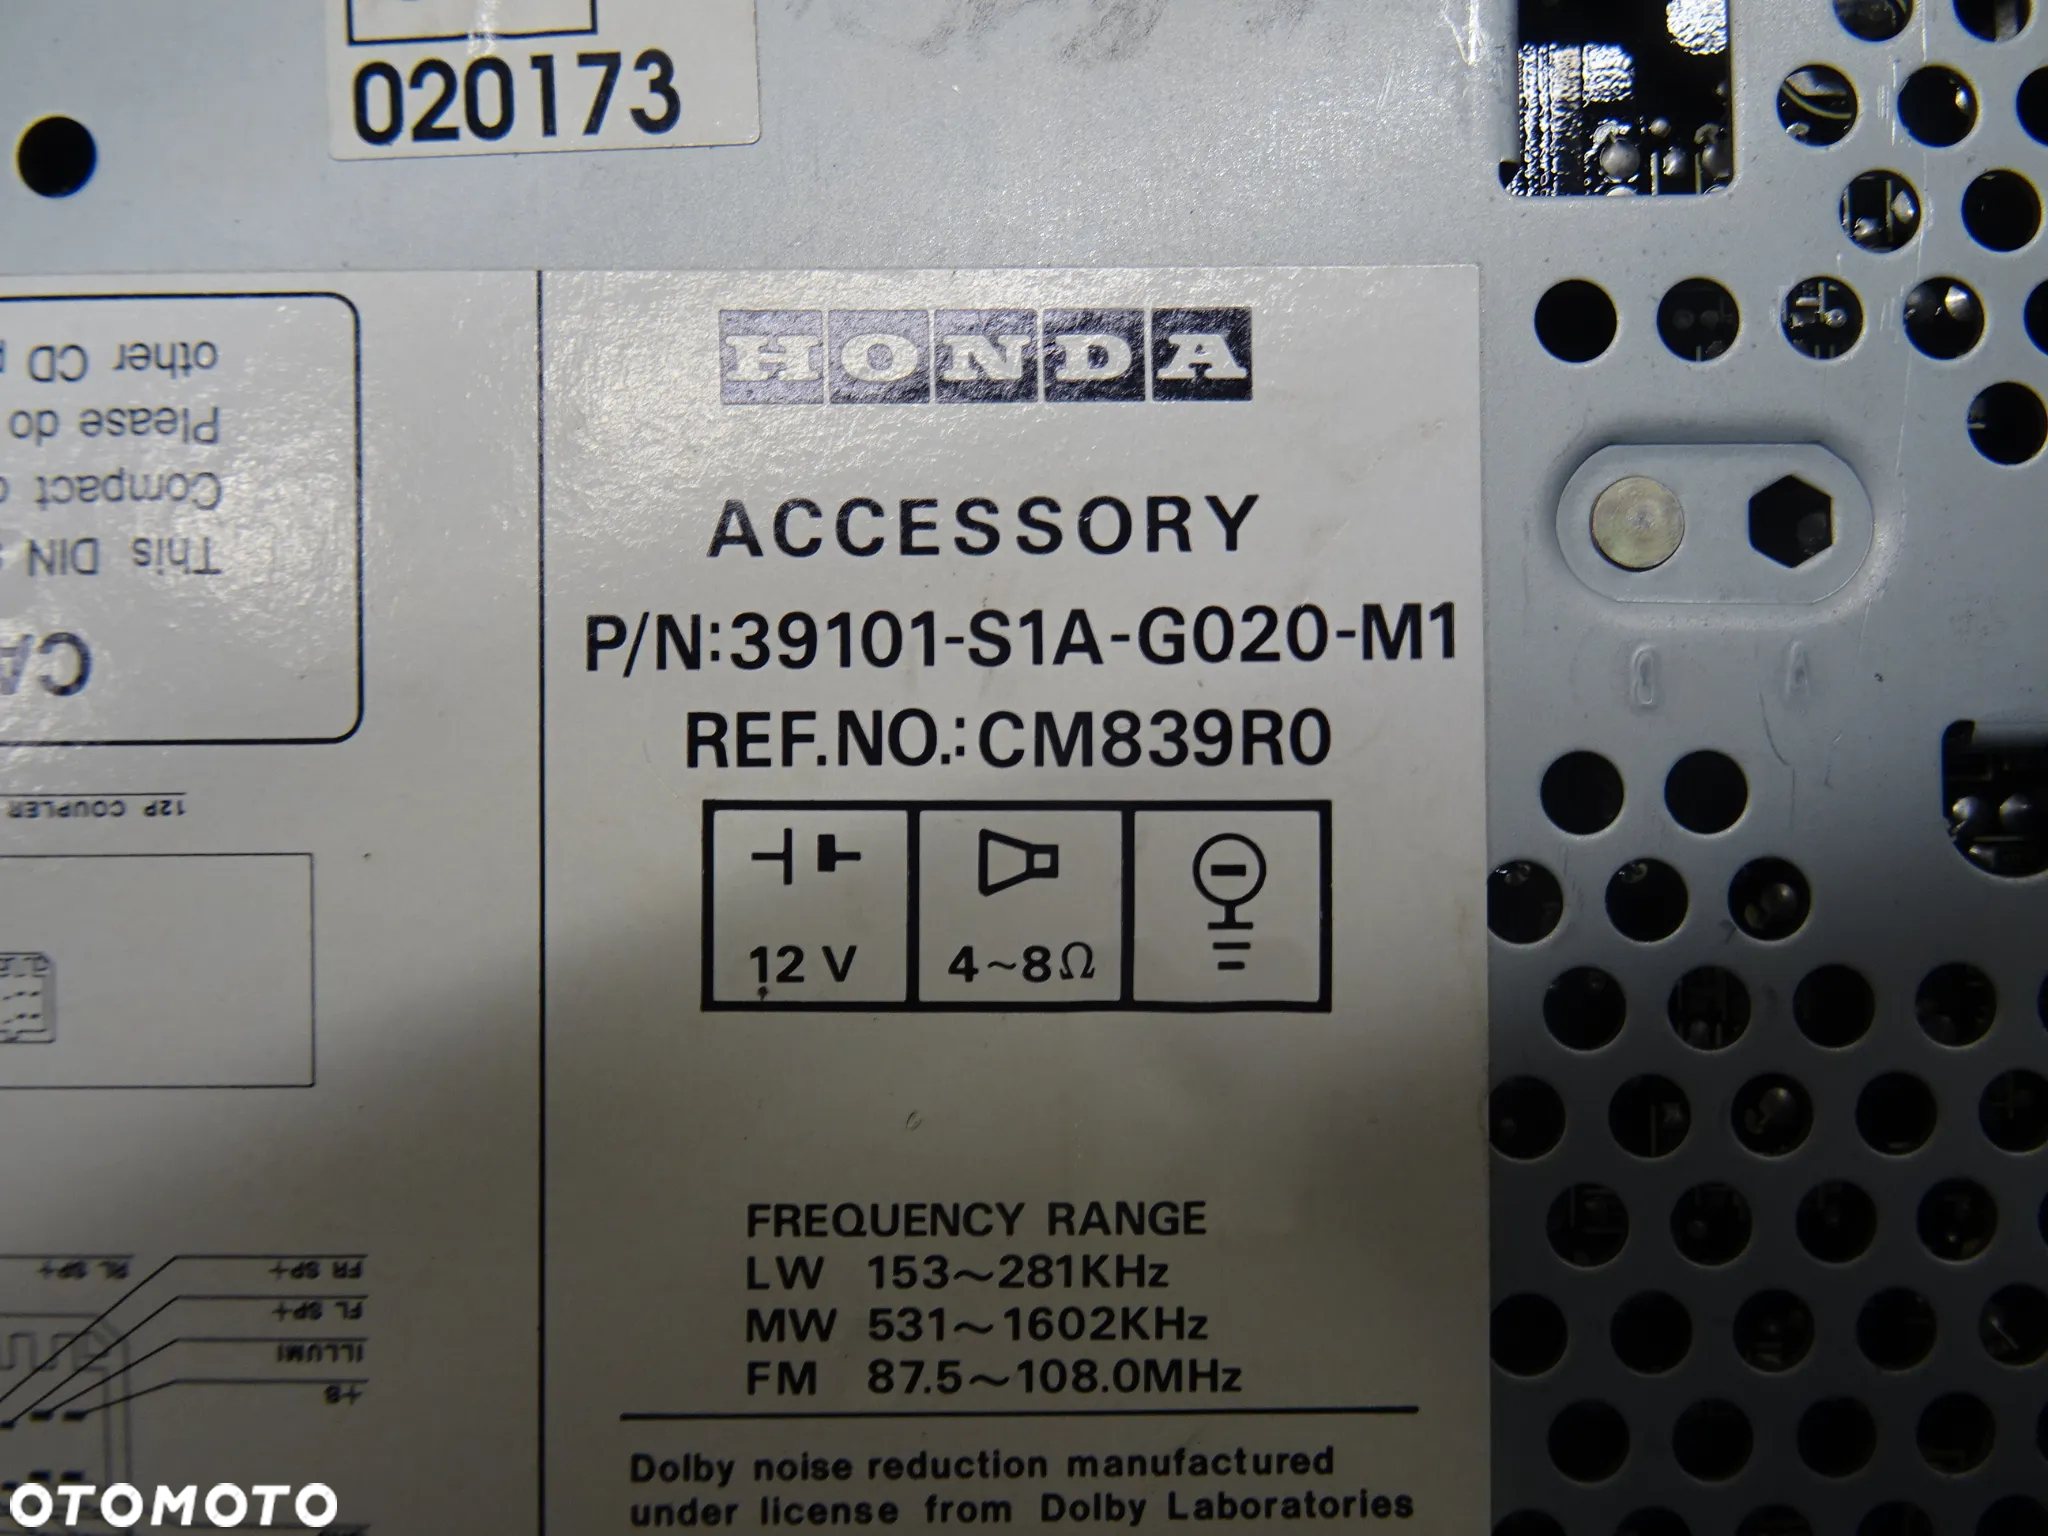 020173
other CD
Please do
Compact
This DIN
CA
12P COUPLER
HONDA
ACCESSORY
P/N:39101-S1A-G020-M1
REF.NO.:CM839R0
12 V
4~8Ω
FREQUENCY RANGE
LW 153~281KHz
MW 531~1602KHz
FM 87.5~108.0MHz
Dolby noise reduction manufactured
under license from Dolby Laboratories
RL SP+
FR SP+
FL SP+
ILLUMI
+B
OTOMOTO